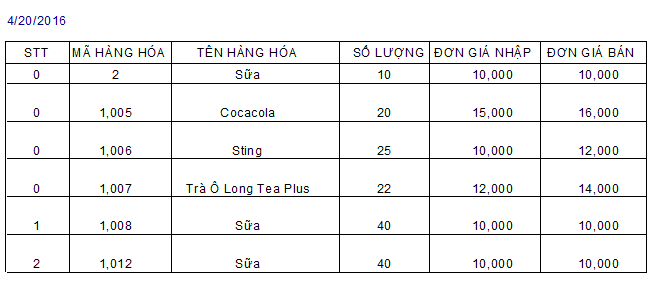 4/20/2016
STT MÃ HÀNG HÓA TÊN HÀNG HÓA SỐ LƯỢNG ĐƠN GIÁ NHẬP ĐƠN GIÁ BÁN
0 2 Sữa 10 10,000 10,000
0 1,005 Cocacola 20 15,000 16,000
0 1,006 Sting 25 10,000 12,000
0 1,007 Trà Ô Long Tea Plus 22 12,000 14,000
1 1,008 Sữa 40 10,000 10,000
2 1,012 Sữa 40 10,000 10,000